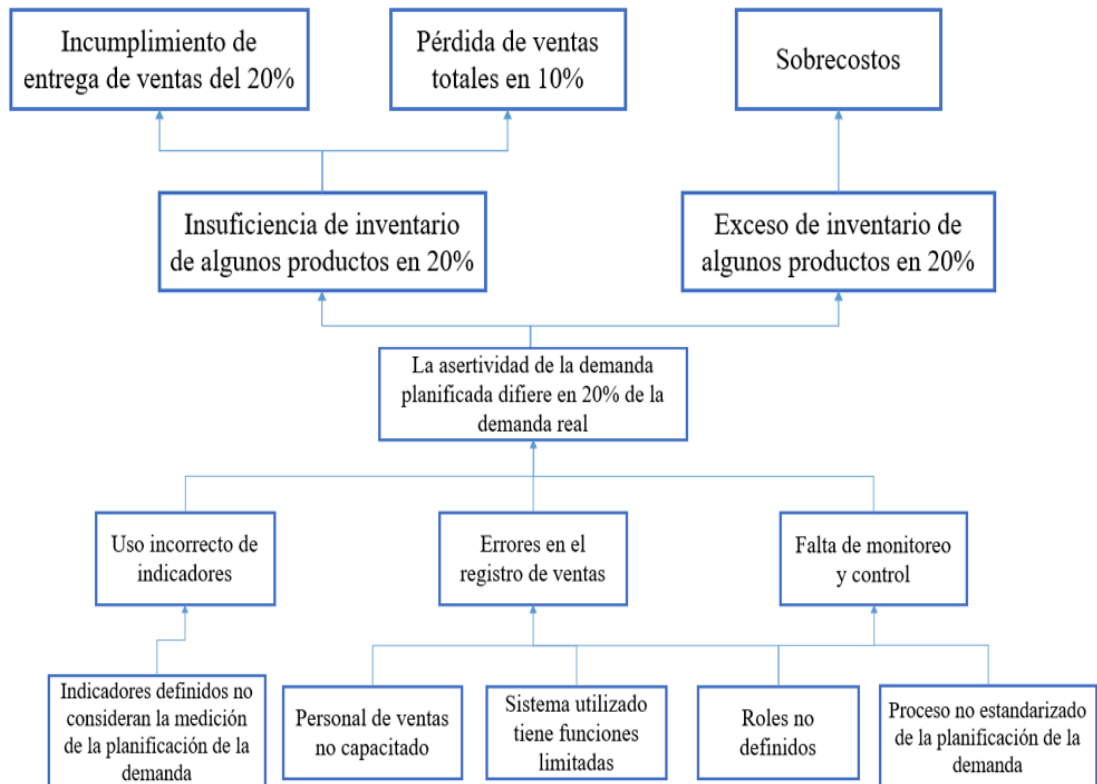 Incumplimiento de
entrega de ventas del 20%
Pérdida de ventas
totales en 10%
Sobrecostos
Insuficiencia de inventario
de algunos productos en 20%
Exceso de inventario de
algunos productos en 20%
La asertividad de la demanda
planificada difiere en 20% de la
demanda real
Uso incorrecto de
indicadores
Errores en el
registro de ventas
Falta de monitoreo
y control
Indicadores definidos no
consideran la medición
de la planificación de la
demanda
Personal de ventas
no capacitado
Sistema utilizado
tiene funciones
limitadas
Roles no
definidos
Proceso no estandarizado
de la planificación de la
demanda